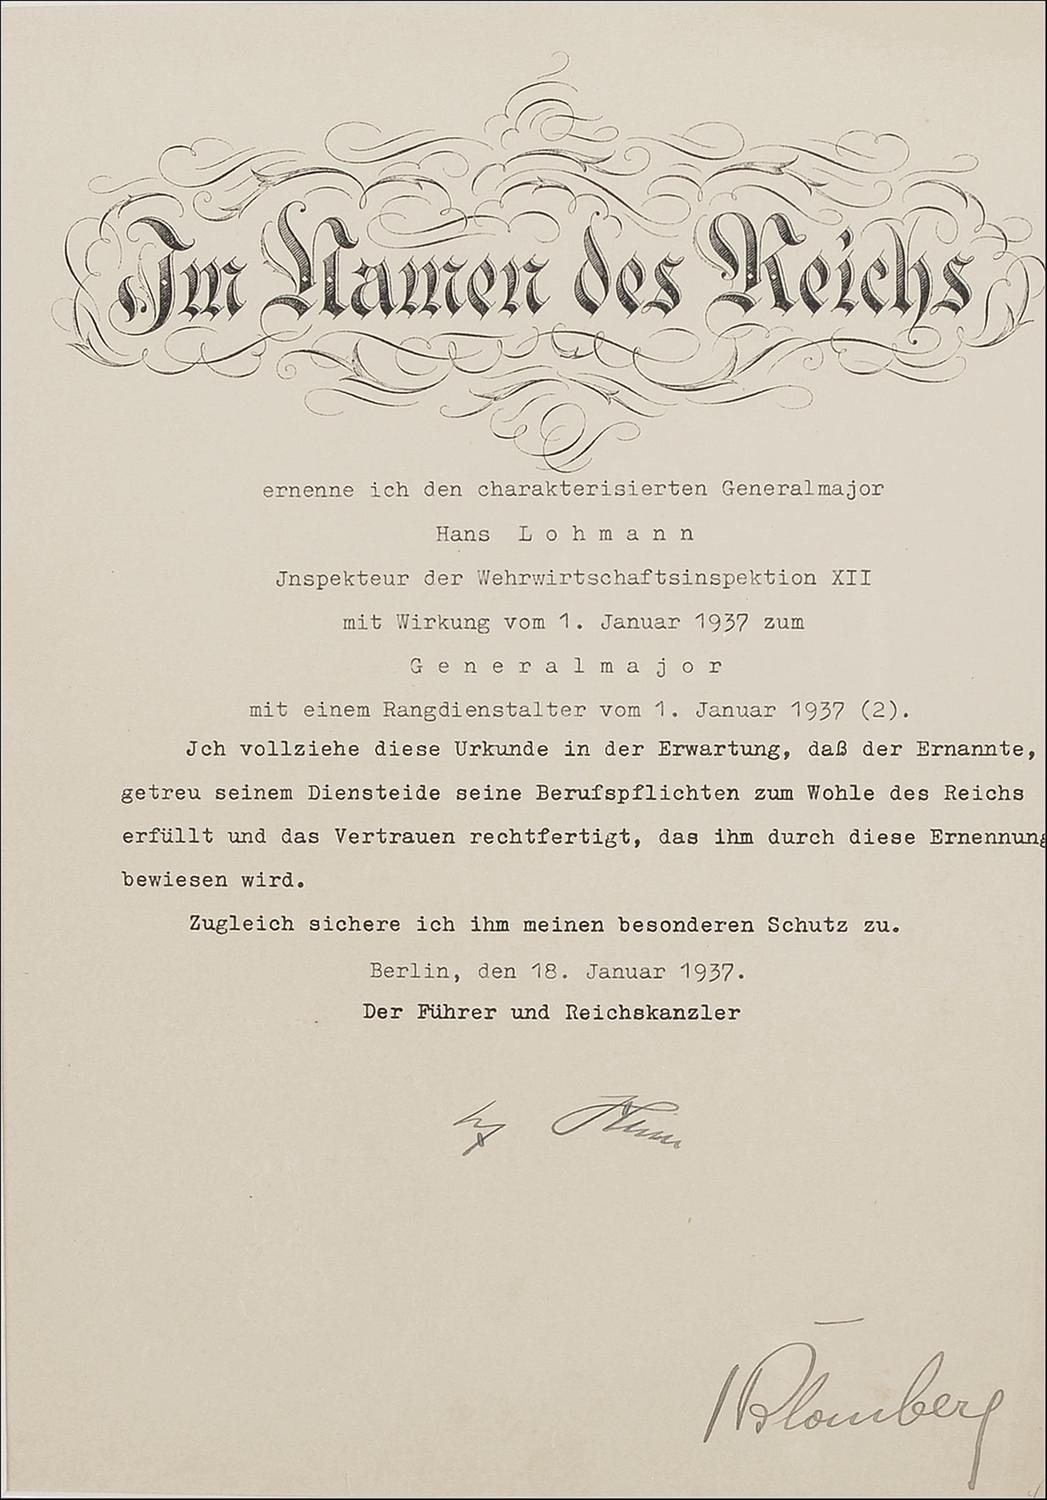 Im Namen des Reichs
ernenne ich den charakterisierten Generalmajor
Hans L o h m a n n
Jnspekteur der Wehrwirtschaftsinspektion XII
mit Wirkung vom 1. Januar 1937 zum
G e n e r a l m a j o r
mit einem Rangdienstalter vom 1. Januar 1937 (2).
Jch vollziehe diese Urkunde in der Erwartung, daß der Ernannte,
getreu seinem Diensteide seine Berufspflichten zum Wohle des Reichs
erfüllt und das Vertrauen rechtfertigt, das ihm durch diese Ernennung
bewiesen wird.
Zugleich sichere ich ihm meinen besonderen Schutz zu.
Berlin, den 18. Januar 1937.
Der Führer und Reichskanzler
Blomberg